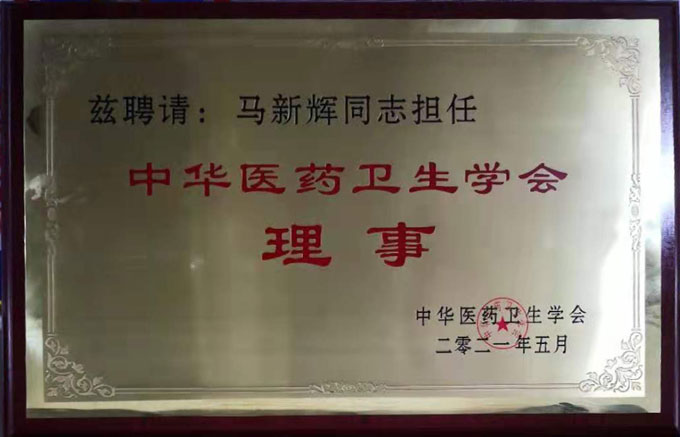 兹聘请：马新辉同志担任
中华医药卫生学会
理事
中华医药卫生学会
二零二一年五月